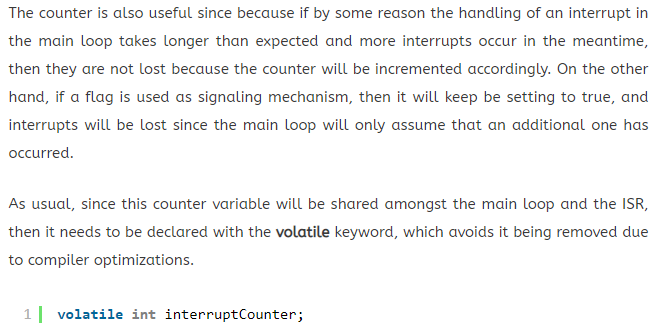 The counter is also useful since because if by some reason the handling of an interrupt in
the main loop takes longer than expected and more interrupts occur in the meantime,
then they are not lost because the counter will be incremented accordingly. On the other
hand, if a flag is used as signaling mechanism, then it will keep be setting to true, and
interrupts will be lost since the main loop will only assume that an additional one has
occurred.
As usual, since this counter variable will be shared amongst the main loop and the ISR,
then it needs to be declared with the volatile keyword, which avoids it being removed due
to compiler optimizations.
1 volatile int interruptCounter;